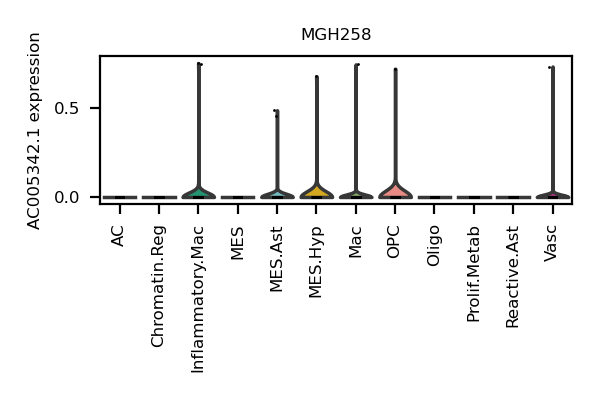 MGH258
AC005342.1 expression
0.5
0.0
AC
Chromatin.Reg
Inflammatory.Mac
MES
MES.Ast
MES.Hyp
Mac
OPC
Oligo
Prolif.Metab
Reactive.Ast
Vasc